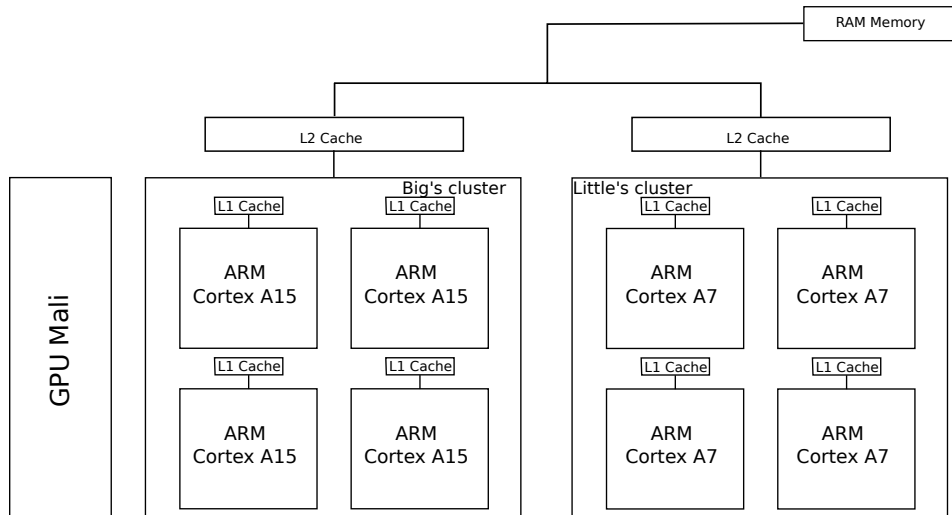 RAM Memory
L2 Cache
L2 Cache
Big's cluster
Little's cluster
L1 Cache
L1 Cache
L1 Cache
L1 Cache
ARM
Cortex A15
ARM
Cortex A15
ARM
Cortex A7
ARM
Cortex A7
GPU Mali
L1 Cache
L1 Cache
L1 Cache
L1 Cache
ARM
Cortex A15
ARM
Cortex A15
ARM
Cortex A7
ARM
Cortex A7